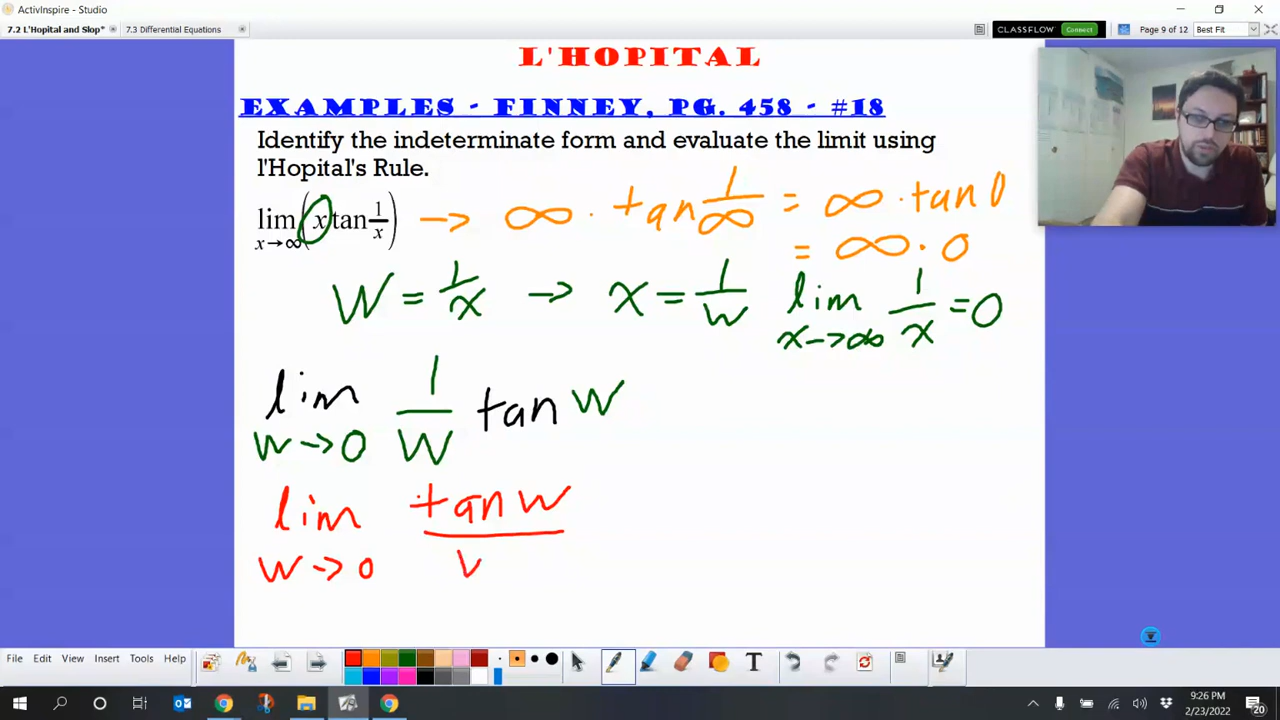 ActivInspire - Studio
7.2 L'Hopital and Slop* 7.3 Differential Equations CLASSFLOW Connect Page 9 of 12 Best Fit
L'HOPITAL
EXAMPLES - FINNEY, PG. 458 - #18
Identify the indeterminate form and evaluate the limit using
l'Hopital's Rule.
lim x→∞ (x tan 1/x) → ∞ · tan 1/∞ = ∞ · tan 0
= ∞ · 0
W = 1/x → x = 1/w lim x→∞ 1/x = 0
lim w→0 1/w tan w
lim w→0 tan w / v
File Edit View Insert Tools Help
9:26 PM
2/23/2022
20